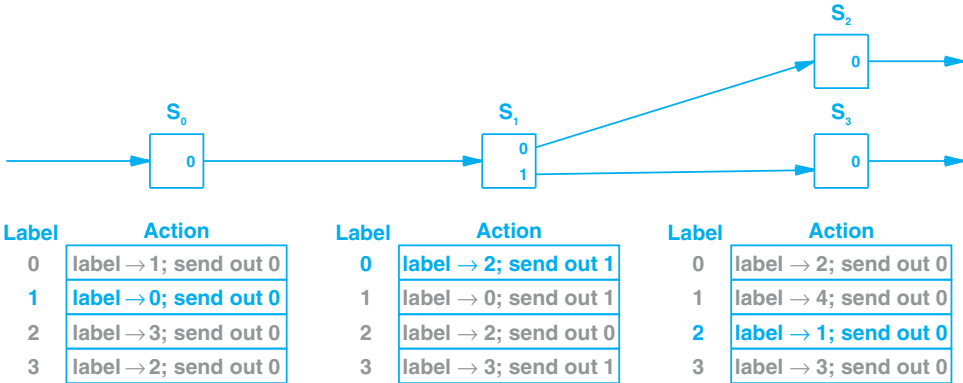 S₂
0
S₀
S₁
S₃
0
0
1
0
Label Action Label Action Label Action
0 label → 1; send out 0 0 label → 2; send out 1 0 label → 2; send out 0
1 label → 0; send out 0 1 label → 0; send out 1 1 label → 4; send out 0
2 label → 3; send out 0 2 label → 2; send out 0 2 label → 1; send out 0
3 label → 2; send out 0 3 label → 3; send out 1 3 label → 3; send out 0